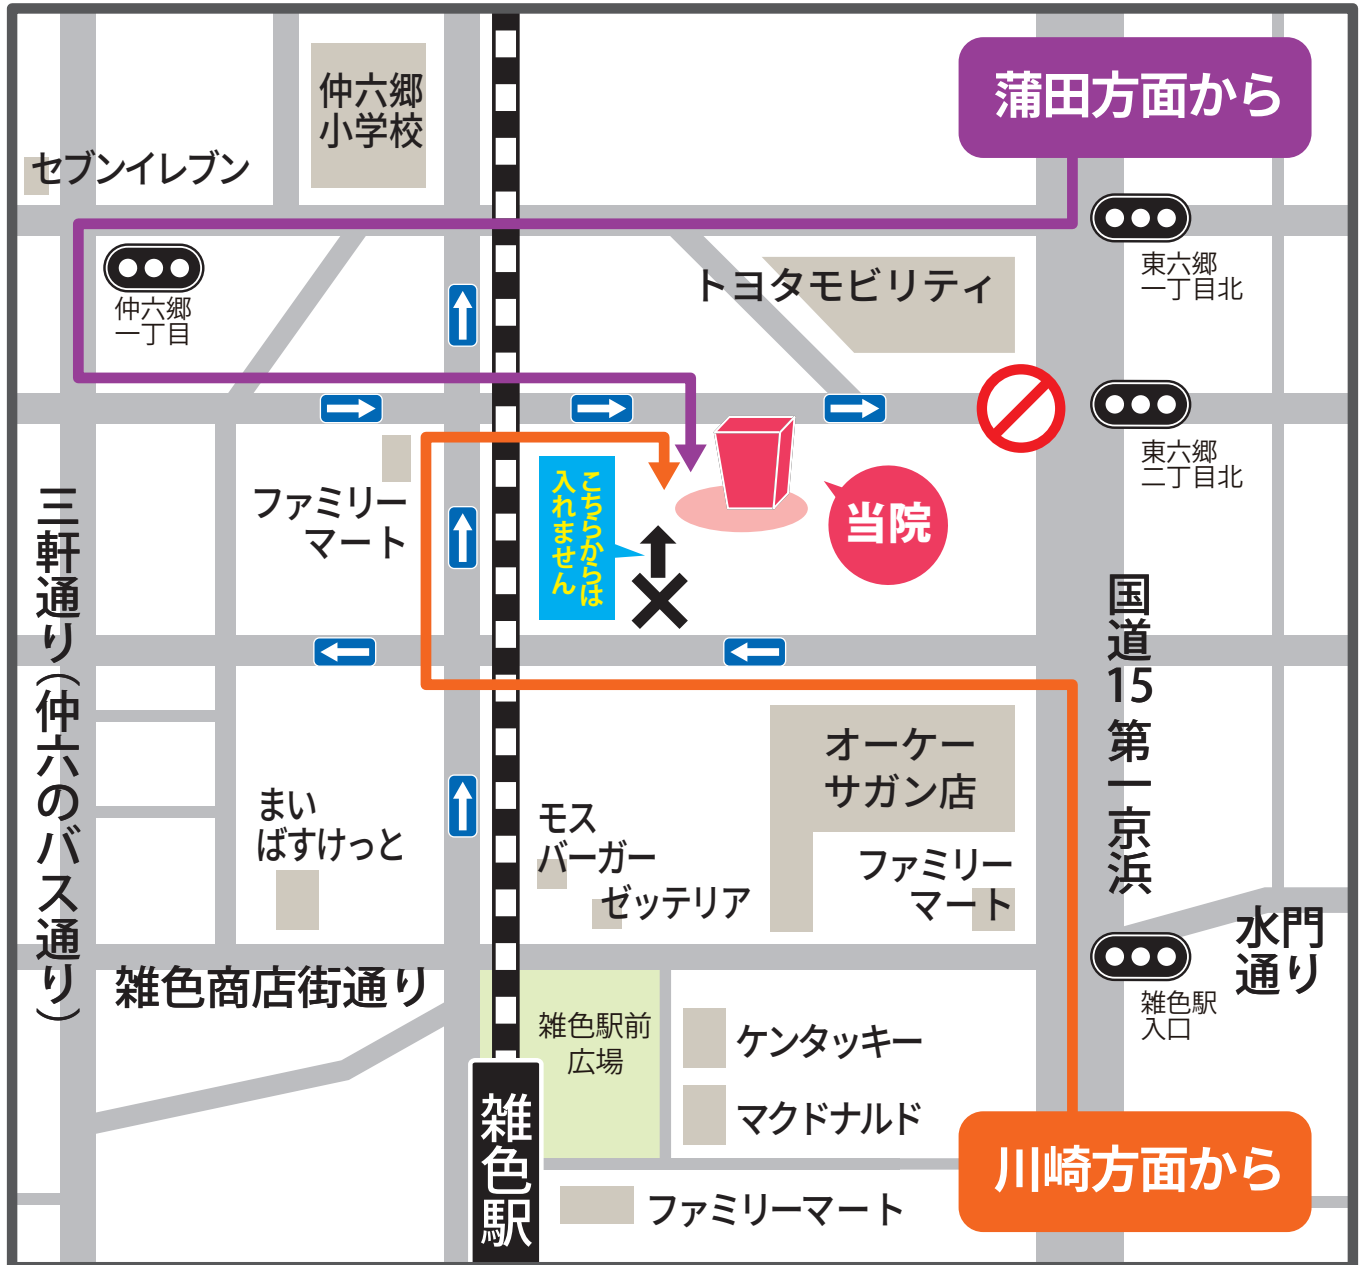 蒲田方面から
仲六郷
小学校
セブンイレブン
仲六郷
一丁目
東六郷
一丁目北
トヨタモビリティ
東六郷
二丁目北
ファミリー
マート
こちらからは
入れません
当院
三軒通り(仲六のバス通り)
国道15 第一京浜
オーケー
サガン店
まい
ばすけっと
モス
バーガー
ゼッテリア
ファミリー
マート
水門
通り
雑色商店街通り
雑色駅
入口
雑色駅前
広場
ケンタッキー
マクドナルド
雑色駅
ファミリーマート
川崎方面から